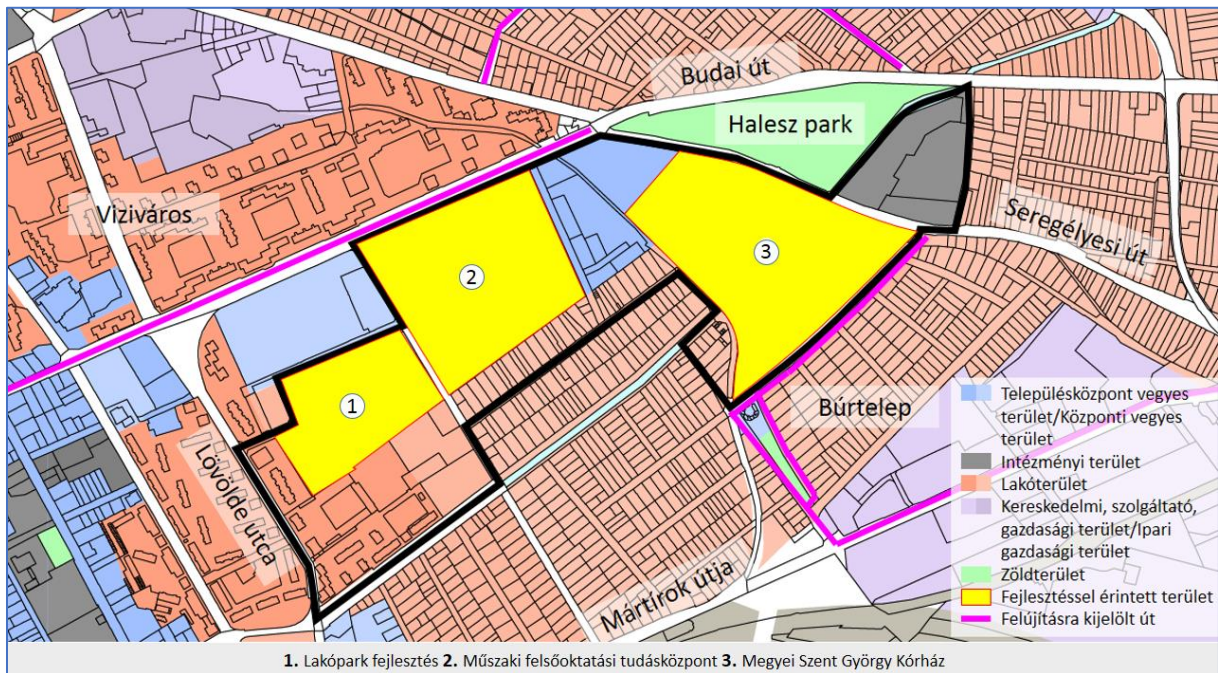 Budai út
Halesz park
Viziváros
Seregélyesi út
3
2
1
Búrtelep
Lövölde utca
Mártírok útja
Településközpont vegyes
terület/Központi vegyes
terület
Intézményi terület
Lakóterület
Kereskedelmi, szolgáltató,
gazdasági terület/Ipari
gazdasági terület
Zöldterület
Fejlesztéssel érintett terület
Felújításra kijelölt út
1. Lakópark fejlesztés 2. Műszaki felsőoktatási tudásközpont 3. Megyei Szent György Kórház